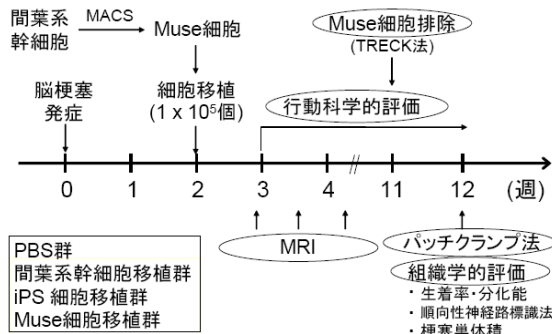 間葉系
幹細胞
MACS
Muse細胞
Muse細胞排除
(TRECK法)
脳梗塞
発症
細胞移植
(1 x 10⁵個)
行動科学的評価
0 1 2 3 4 11 12 (週)
PBS群
間葉系幹細胞移植群
iPS 細胞移植群
Muse細胞移植群
MRI
パッチクランプ法
組織学的評価
・生着率・分化能
・順向性神経路標識法
・梗塞巣体積